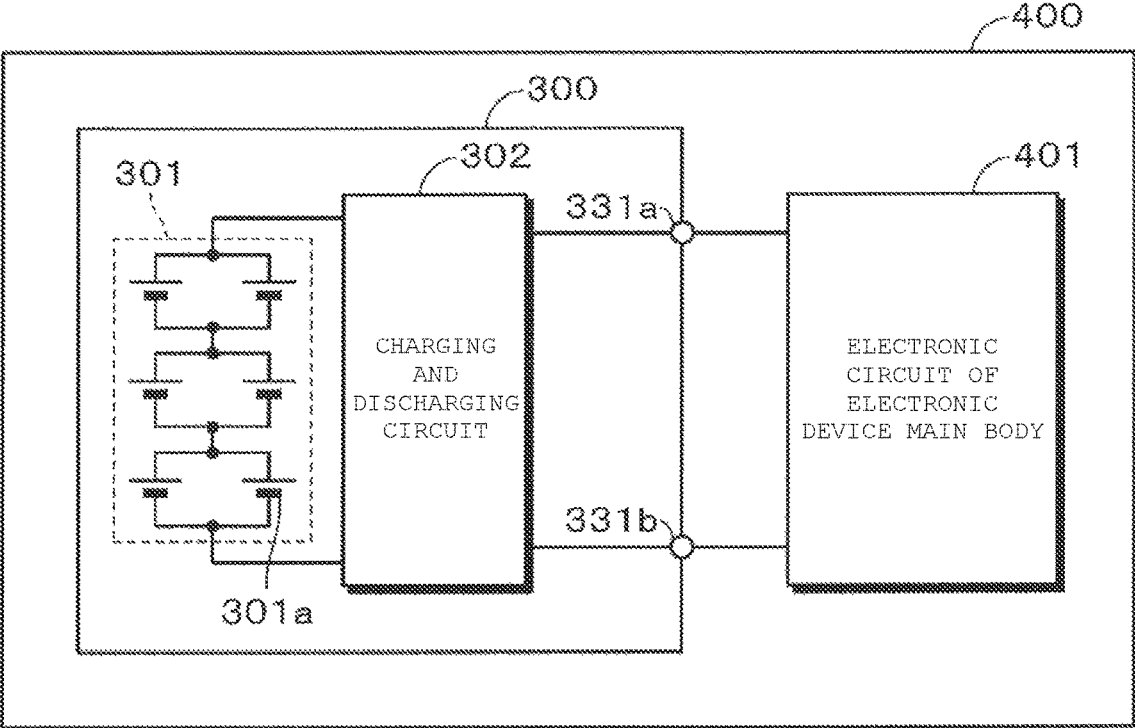 400
300
301
302
401
331a
CHARGING
AND
DISCHARGING
CIRCUIT
ELECTRONIC
CIRCUIT OF
ELECTRONIC
DEVICE MAIN BODY
331b
301a